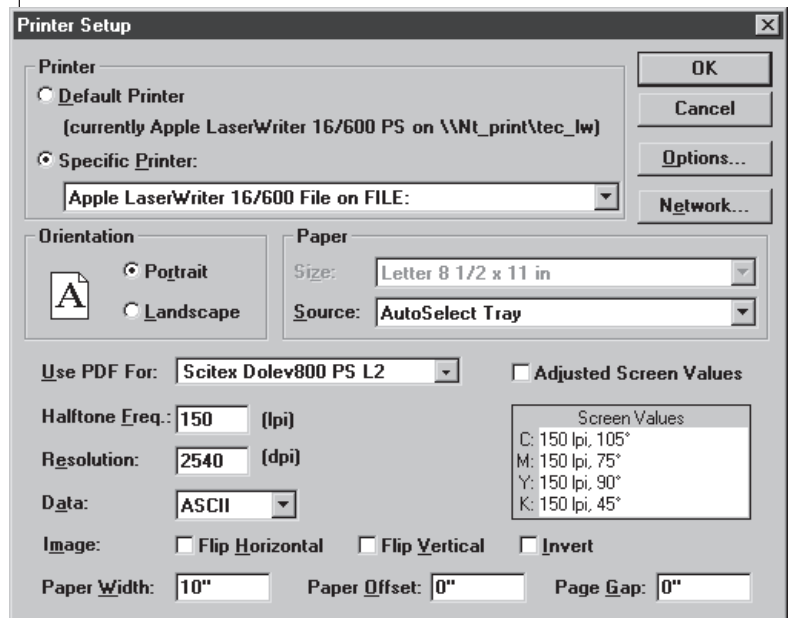 Printer Setup
Printer
OK
Default Printer
(currently Apple LaserWriter 16/600 PS on \\Nt_print\tec_lw)
Cancel
Specific Printer:
Options...
Apple LaserWriter 16/600 File on FILE:
Network...
Orientation
Paper
A
Portrait
Size: Letter 8 1/2 x 11 in
Landscape
Source: AutoSelect Tray
Use PDF For: Scitex Dolev800 PS L2
Adjusted Screen Values
Halftone Freq.: 150 (lpi)
Screen Values
C: 150 lpi, 105°
M: 150 lpi, 75°
Y: 150 lpi, 90°
K: 150 lpi, 45°
Resolution: 2540 (dpi)
Data: ASCII
Image: Flip Horizontal Flip Vertical Invert
Paper Width: 10" Paper Offset: 0" Page Gap: 0"